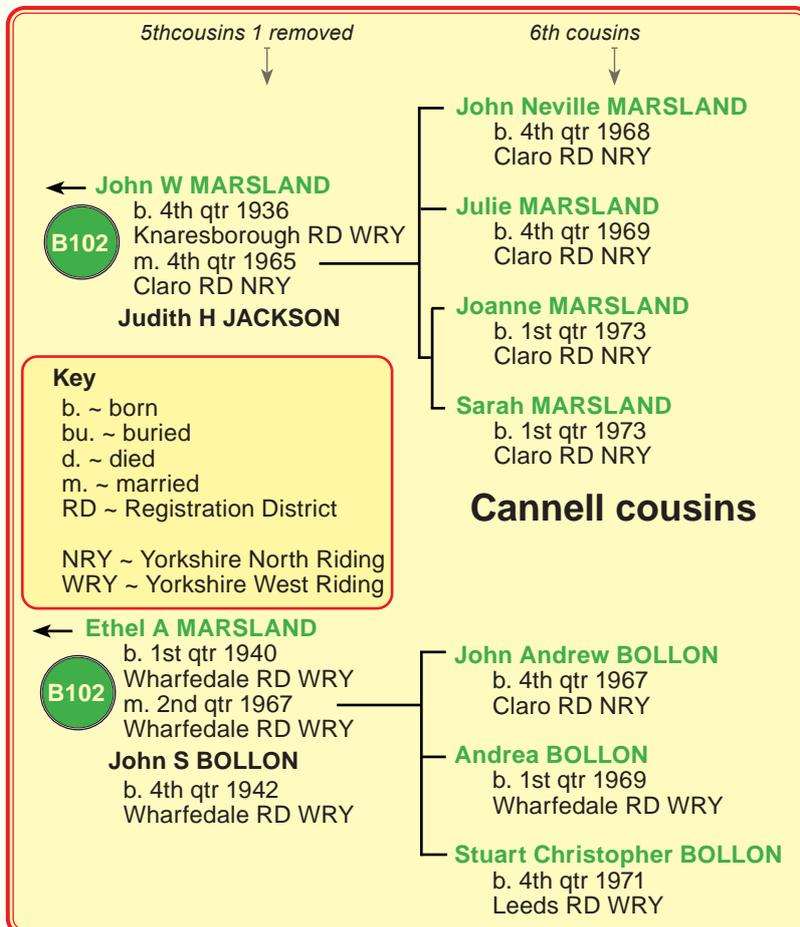 5thcousins 1 removed
6th cousins
John W MARSLAND
B102
b. 4th qtr 1936
Knaresborough RD WRY
m. 4th qtr 1965
Claro RD NRY
Judith H JACKSON
John Neville MARSLAND
b. 4th qtr 1968
Claro RD NRY
Julie MARSLAND
b. 4th qtr 1969
Claro RD NRY
Joanne MARSLAND
b. 1st qtr 1973
Claro RD NRY
Sarah MARSLAND
b. 1st qtr 1973
Claro RD NRY
Key
b. ~ born
bu. ~ buried
d. ~ died
m. ~ married
RD ~ Registration District
NRY ~ Yorkshire North Riding
WRY ~ Yorkshire West Riding
Cannell cousins
Ethel A MARSLAND
B102
b. 1st qtr 1940
Wharfedale RD WRY
m. 2nd qtr 1967
Wharfedale RD WRY
John S BOLLON
b. 4th qtr 1942
Wharfedale RD WRY
John Andrew BOLLON
b. 4th qtr 1967
Claro RD NRY
Andrea BOLLON
b. 1st qtr 1969
Wharfedale RD WRY
Stuart Christopher BOLLON
b. 4th qtr 1971
Leeds RD WRY